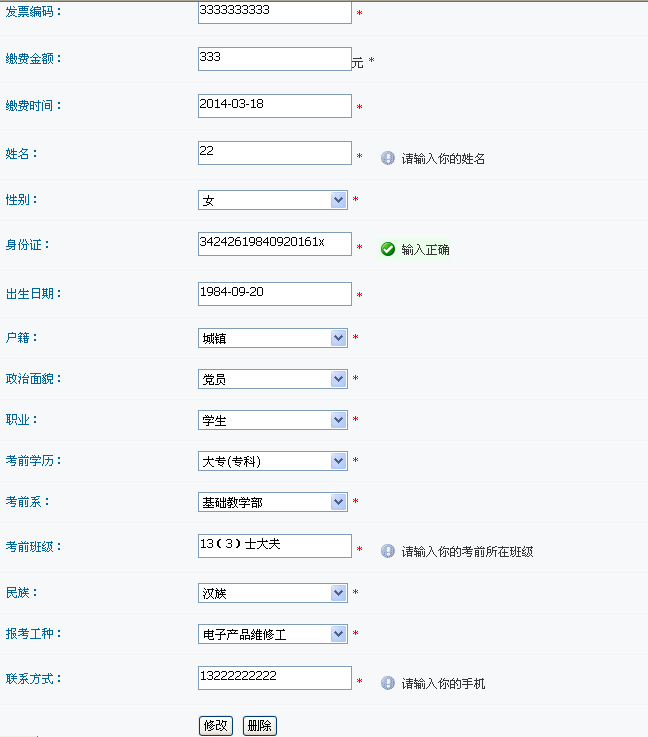 发票编码： 3333333333 *
缴费金额： 333 元 *
缴费时间： 2014-03-18 *
姓名： 22 * 请输入你的姓名
性别： 女 *
身份证： 34242619840920161x * 输入正确
出生日期： 1984-09-20 *
户籍： 城镇 *
政治面貌： 党员 *
职业： 学生 *
考前学历： 大专(专科) *
考前系： 基础教学部 *
考前班级： 13（3）士大夫 * 请输入你的考前所在班级
民族： 汉族 *
报考工种： 电子产品维修工 *
联系方式： 13222222222 * 请输入你的手机
修改 删除